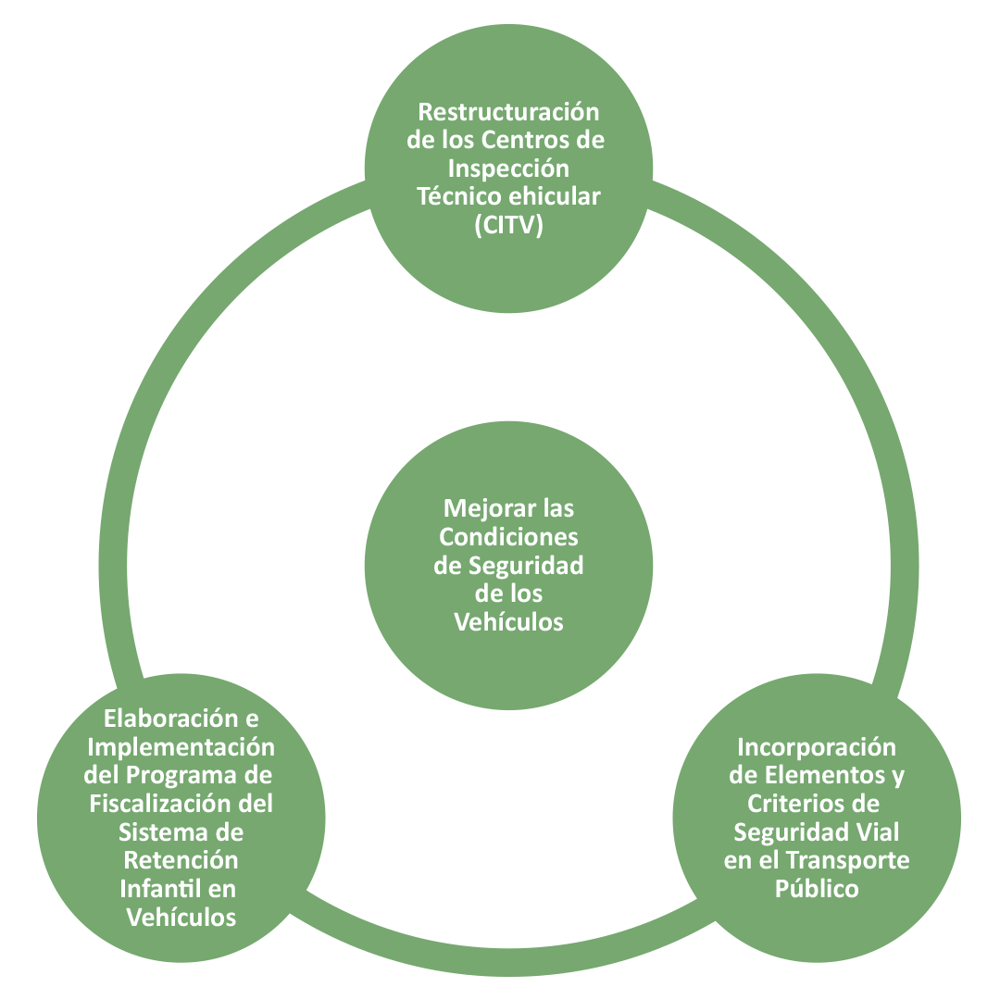 Restructuración
de los Centros de
Inspección
Técnico ehicular
(CITV)
Mejorar las
Condiciones
de Seguridad
de los
Vehículos
Elaboración e
Implementación
del Programa de
Fiscalización del
Sistema de
Retención
Infantil en
Vehículos
Incorporación
de Elementos y
Criterios de
Seguridad Vial
en el Transporte
Público